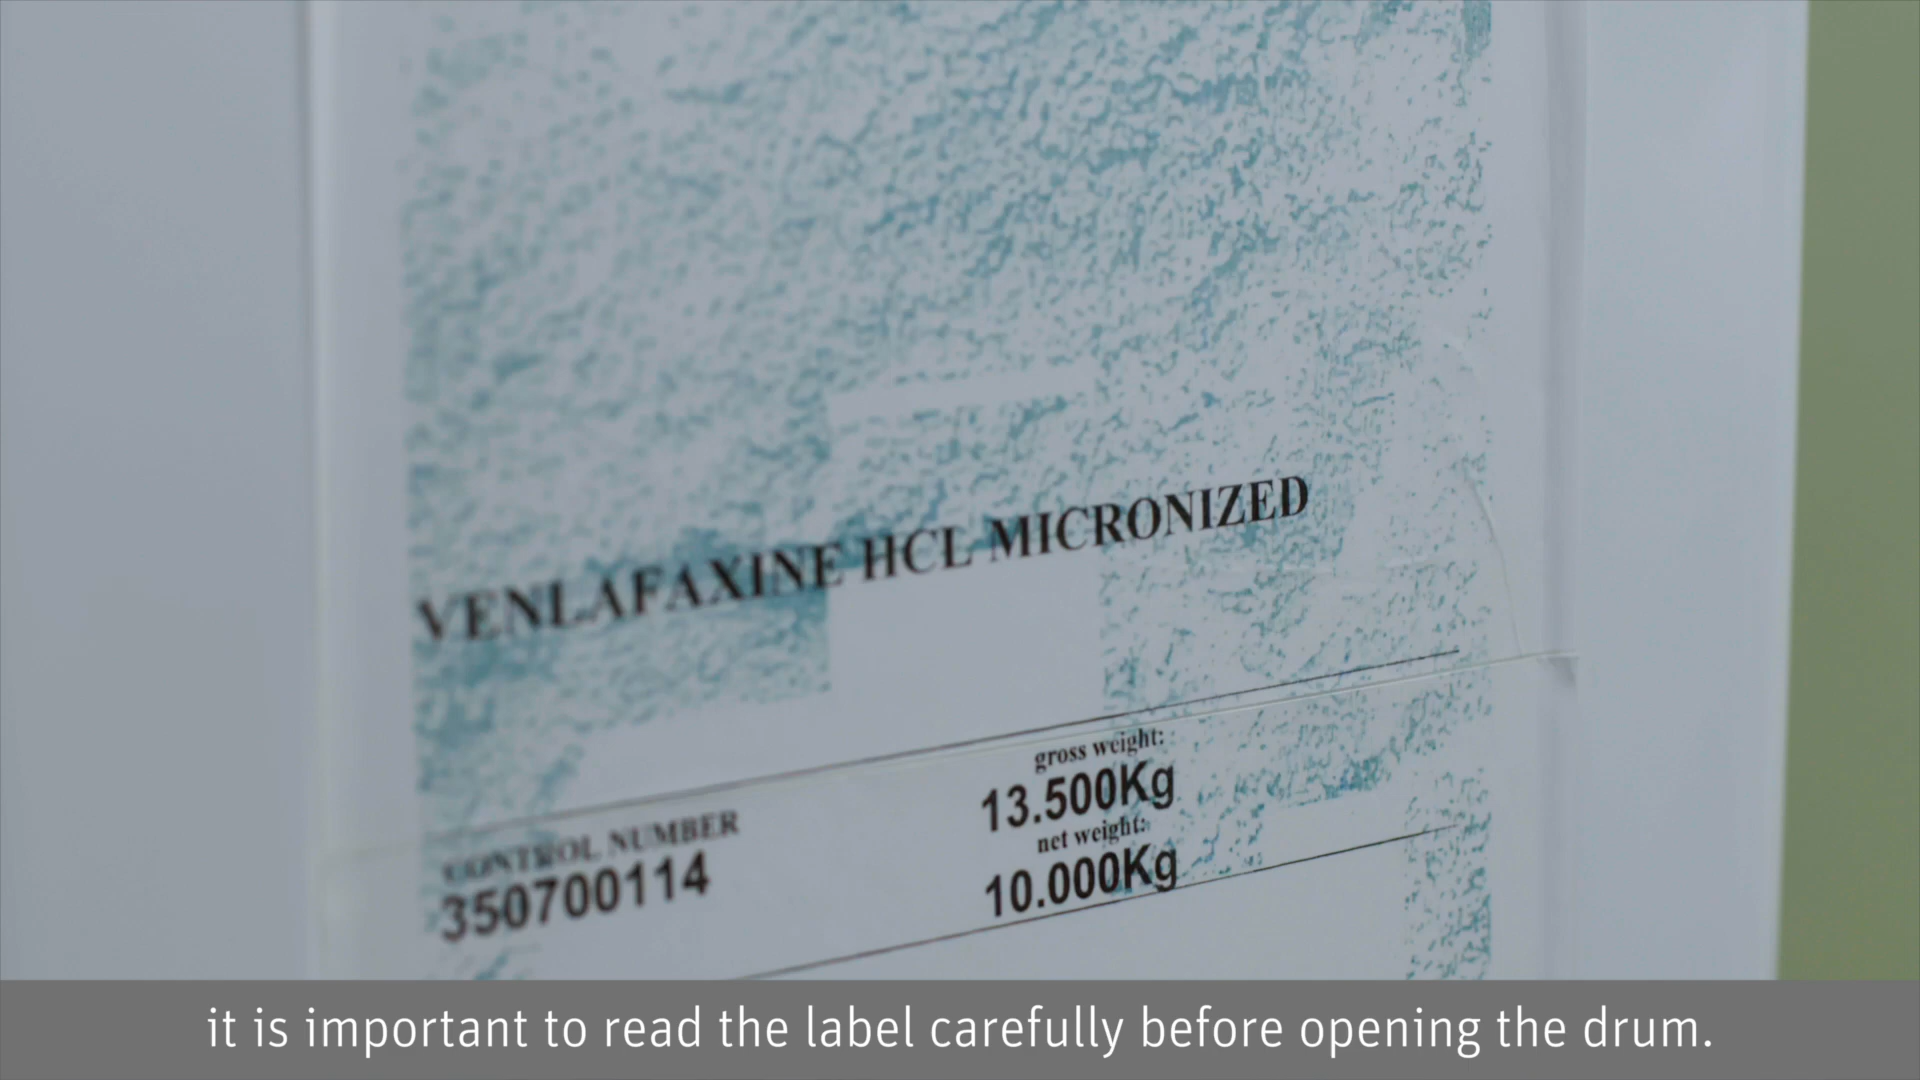 VENLAFAXINE HCL MICRONIZED
gross weight:
13.500Kg
CONTROL NUMBER
350700114
net weight:
10.000Kg
it is important to read the label carefully before opening the drum.